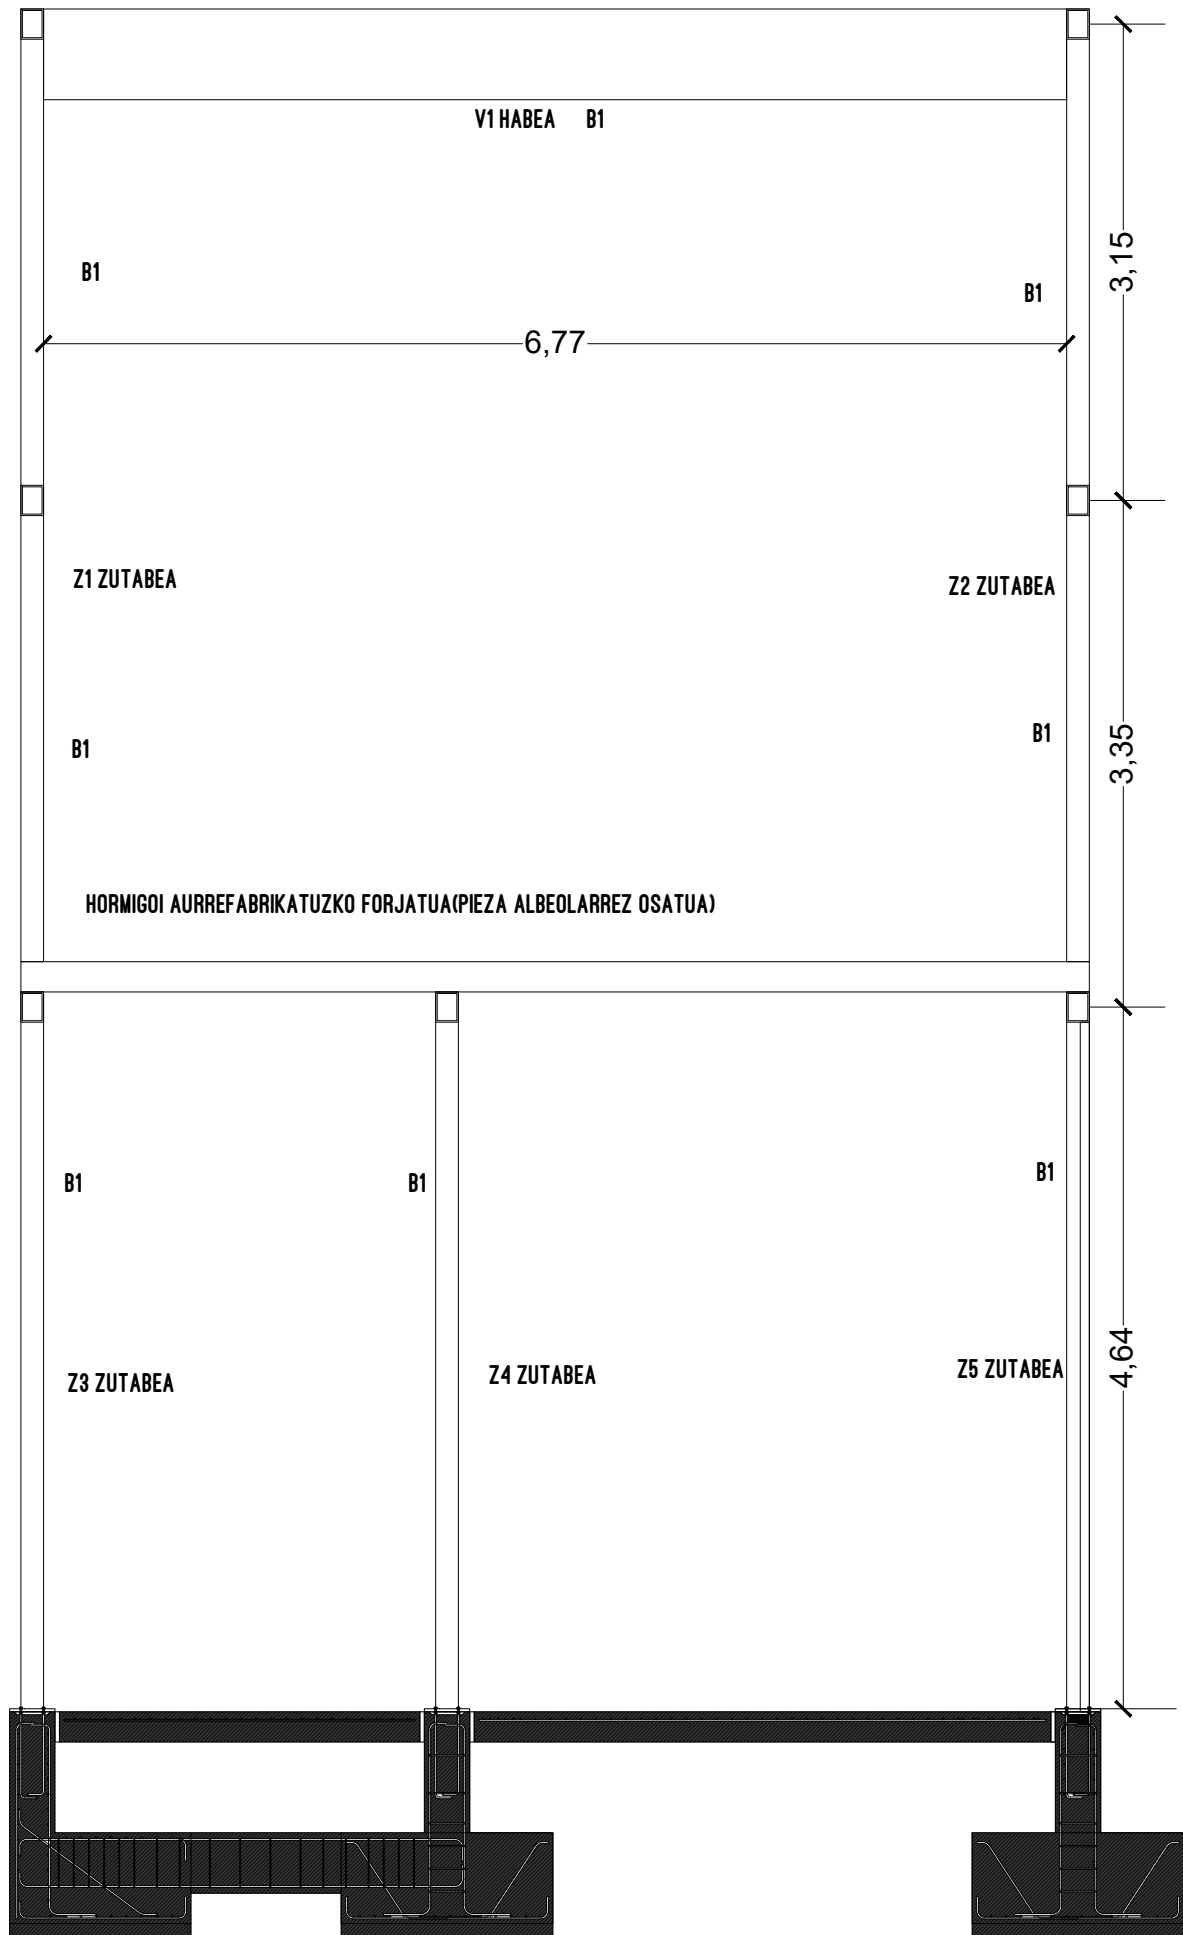 V1 HABEA B1
3,15
B1
B1
6,77
Z1 ZUTABEA
Z2 ZUTABEA
B1
B1
3,35
HORMIGOI AURREFABRIKATUZKO FORJATUA(PIEZA ALBEOLARREZ OSATUA)
B1
B1
B1
Z3 ZUTABEA
Z4 ZUTABEA
Z5 ZUTABEA
4,64